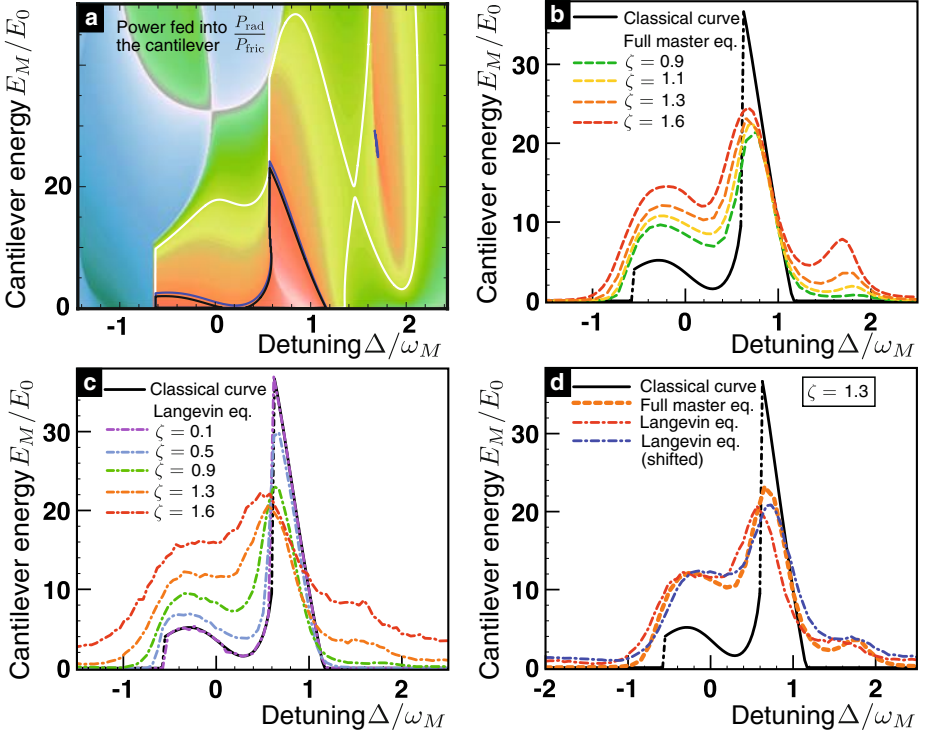 a
Power fed into P_rad/P_fric
the cantilever
Cantilever energy E_M/E_0
20
0
-1 0 1 2
Detuning Δ/ω_M
b
Classical curve
Full master eq.
ζ = 0.9
ζ = 1.1
ζ = 1.3
ζ = 1.6
Cantilever energy E_M/E_0
30
20
10
0
-1 0 1 2
Detuning Δ/ω_M
c
Classical curve
Langevin eq.
ζ = 0.1
ζ = 0.5
ζ = 0.9
ζ = 1.3
ζ = 1.6
Cantilever energy E_M/E_0
30
20
10
0
-1 0 1 2
Detuning Δ/ω_M
d
Classical curve
Full master eq.
Langevin eq.
Langevin eq.
(shifted)
ζ = 1.3
Cantilever energy E_M/E_0
30
20
10
0
-2 -1 0 1 2
Detuning Δ/ω_M